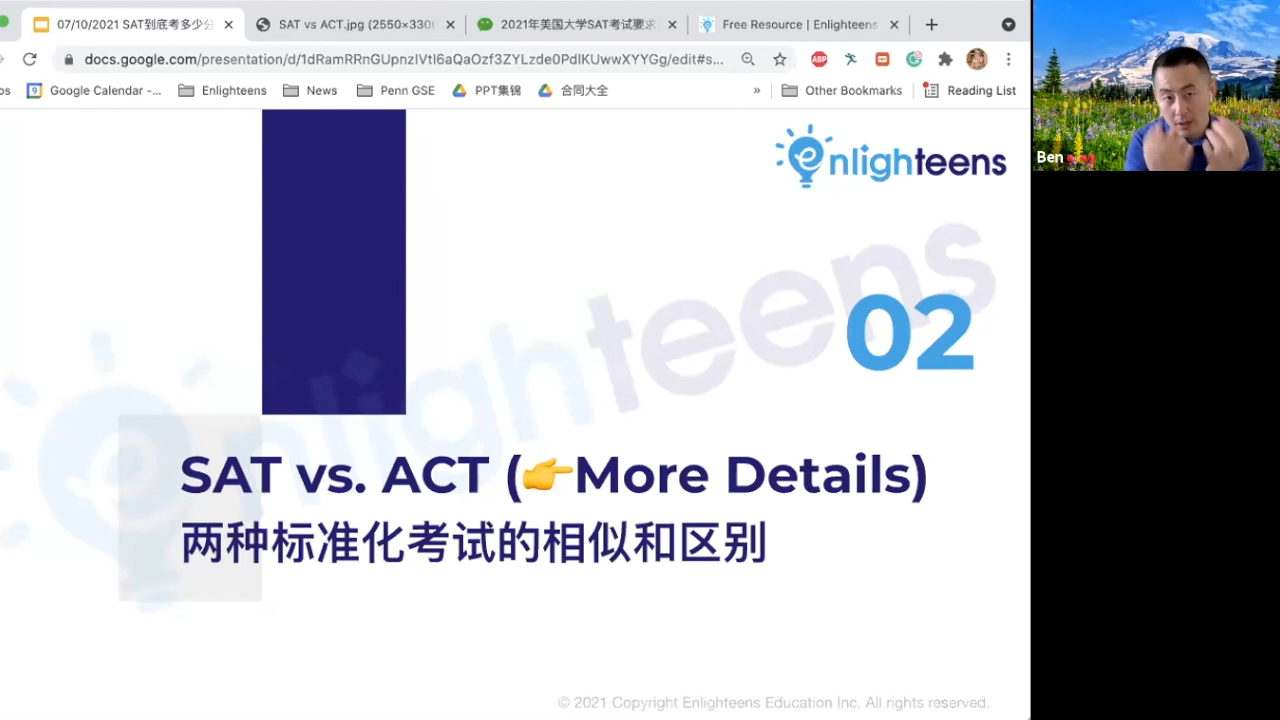 07/10/2021 SAT到底考多少分
SAT vs ACT.jpg (2550×330
2021年美国大学SAT考试要求
Free Resource | Enlighteens
docs.google.com/presentation/d/1dRamRRnGUpnzIVtl6aQaOzf3ZYLzde0PdlKUwwXYYGg/edit#s...
Google Calendar -...
Enlighteens
News
Penn GSE
PPT集锦
合同大全
»
Other Bookmarks
Reading List
ABP
enlighteens
enlighteens
02
SAT vs. ACT (👉More Details)
两种标准化考试的相似和区别
© 2021 Copyright Enlighteens Education Inc. All rights reserved.
Ben